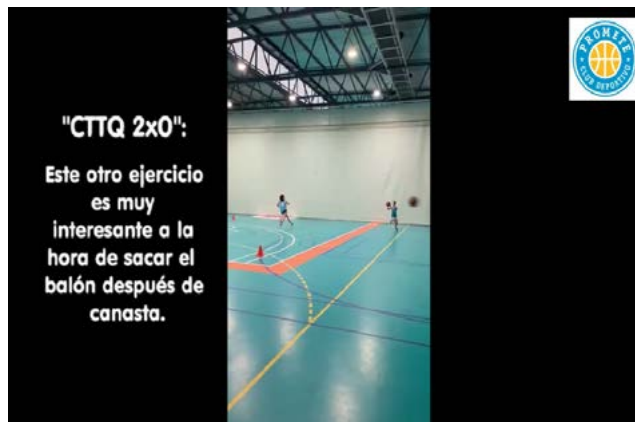 "CTTQ 2x0":
Este otro ejercicio
es muy
interesante a la
hora de sacar el
balón después de
canasta.
PROMETE
CLUB DEPORTIVO